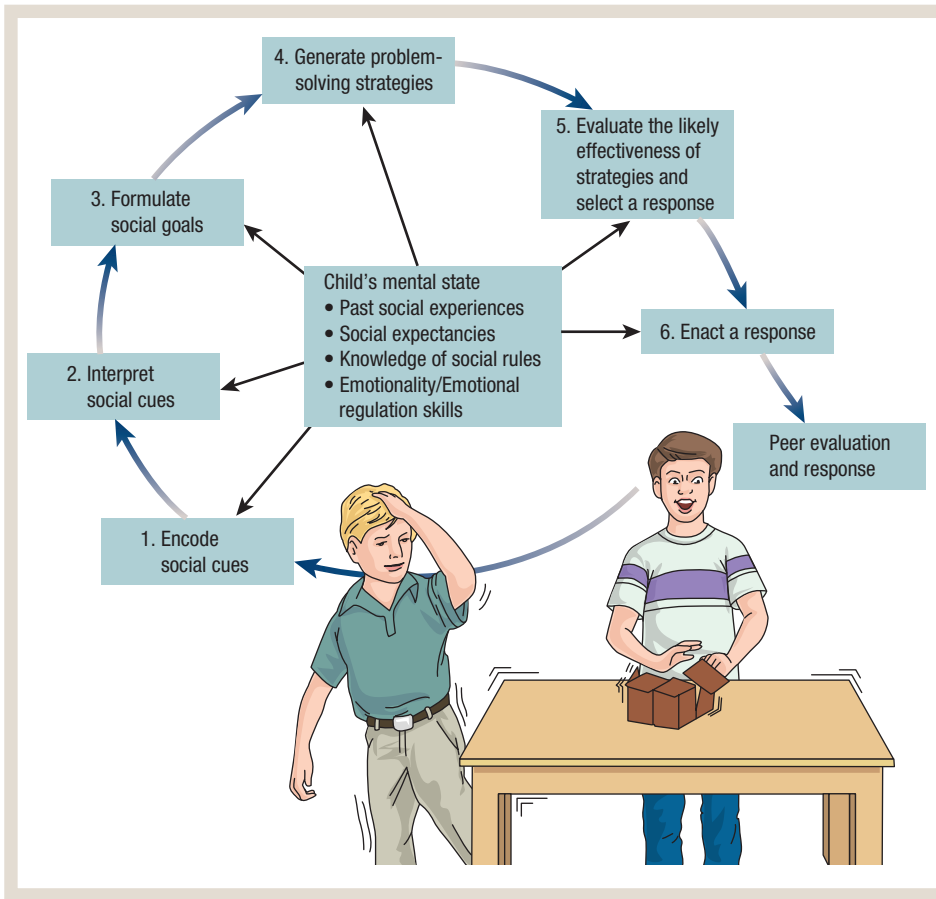 4. Generate problem-
solving strategies
5. Evaluate the likely
effectiveness of
strategies and
select a response
3. Formulate
social goals
Child's mental state
• Past social experiences
• Social expectancies
• Knowledge of social rules
• Emotionality/Emotional
regulation skills
6. Enact a response
2. Interpret
social cues
Peer evaluation
and response
1. Encode
social cues